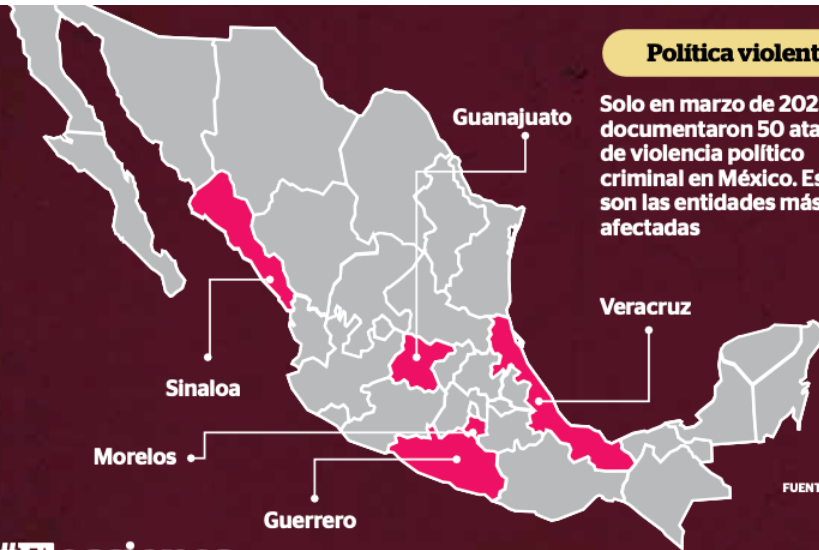 Política violent
Solo en marzo de 202
documentaron 50 ata
de violencia político
criminal en México. Es
son las entidades más
afectadas
Guanajuato
Veracruz
Sinaloa
Morelos
Guerrero
FUENT